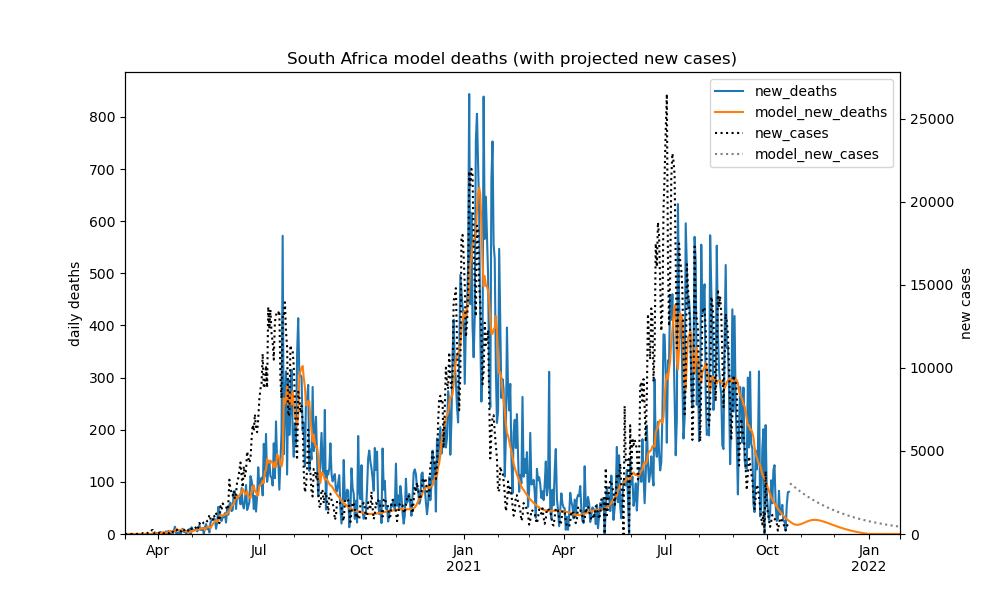 South Africa model deaths (with projected new cases)
new_deaths
model_new_deaths
new_cases
model_new_cases
daily deaths
800
700
600
500
400
300
200
100
0
25000
20000
15000
10000
5000
0
new cases
Apr Jul Oct Jan Apr Jul Oct Jan
2021 2022